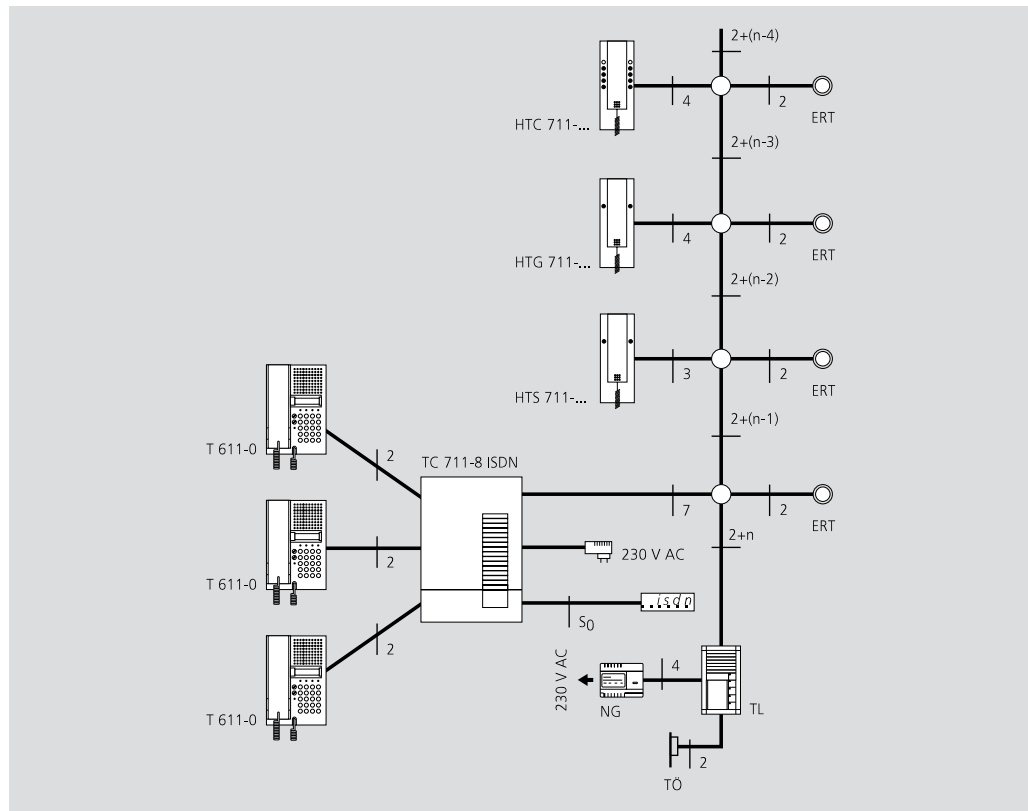 2+(n-4)
4
2
HTC 711-...
ERT
2+(n-3)
4
2
HTG 711-...
ERT
2+(n-2)
3
2
HTS 711-...
ERT
2+(n-1)
T 611-0
2
TC 711-8 ISDN
7
2
ERT
2+n
2
230 V AC
T 611-0
isdn
S0
2
230 V AC
4
NG
TL
T 611-0
2
TÖ